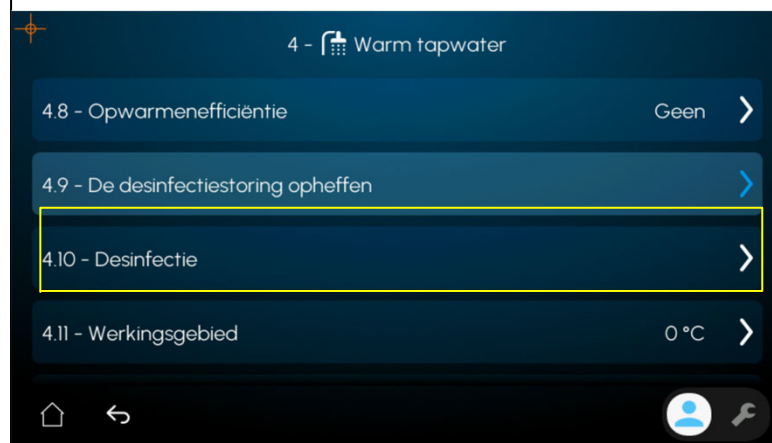 4 - Warm tapwater
4.8 - Opwarmenefficiëntie Geen
4.9 - De desinfectiestoring opheffen
4.10 - Desinfectie
4.11 - Werkingsgebied 0 °C